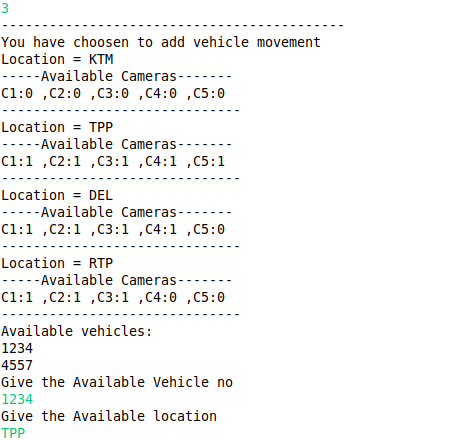 3
-------------------------------------------
You have choosen to add vehicle movement
Location = KTM
-----Available Cameras-------
C1:0 ,C2:0 ,C3:0 ,C4:0 ,C5:0
------------------------------
Location = TPP
-----Available Cameras-------
C1:1 ,C2:1 ,C3:1 ,C4:1 ,C5:1
------------------------------
Location = DEL
-----Available Cameras-------
C1:1 ,C2:1 ,C3:1 ,C4:1 ,C5:0
------------------------------
Location = RTP
-----Available Cameras-------
C1:1 ,C2:1 ,C3:1 ,C4:0 ,C5:0
------------------------------
Available vehicles:
1234
4557
Give the Available Vehicle no
1234
Give the Available location
TPP